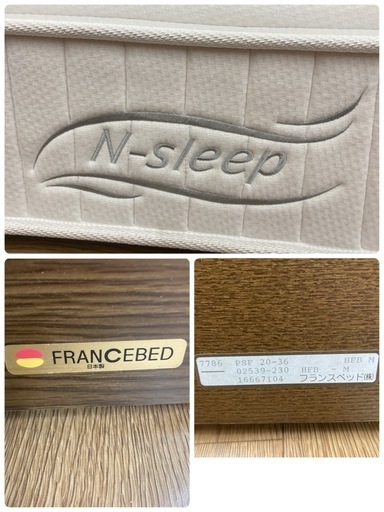 N-sleep
FRANCEBED
日本製
7786 PSF 20-36 HFB M
02539-230 HFB - M
16667104 フランスベッド(株)